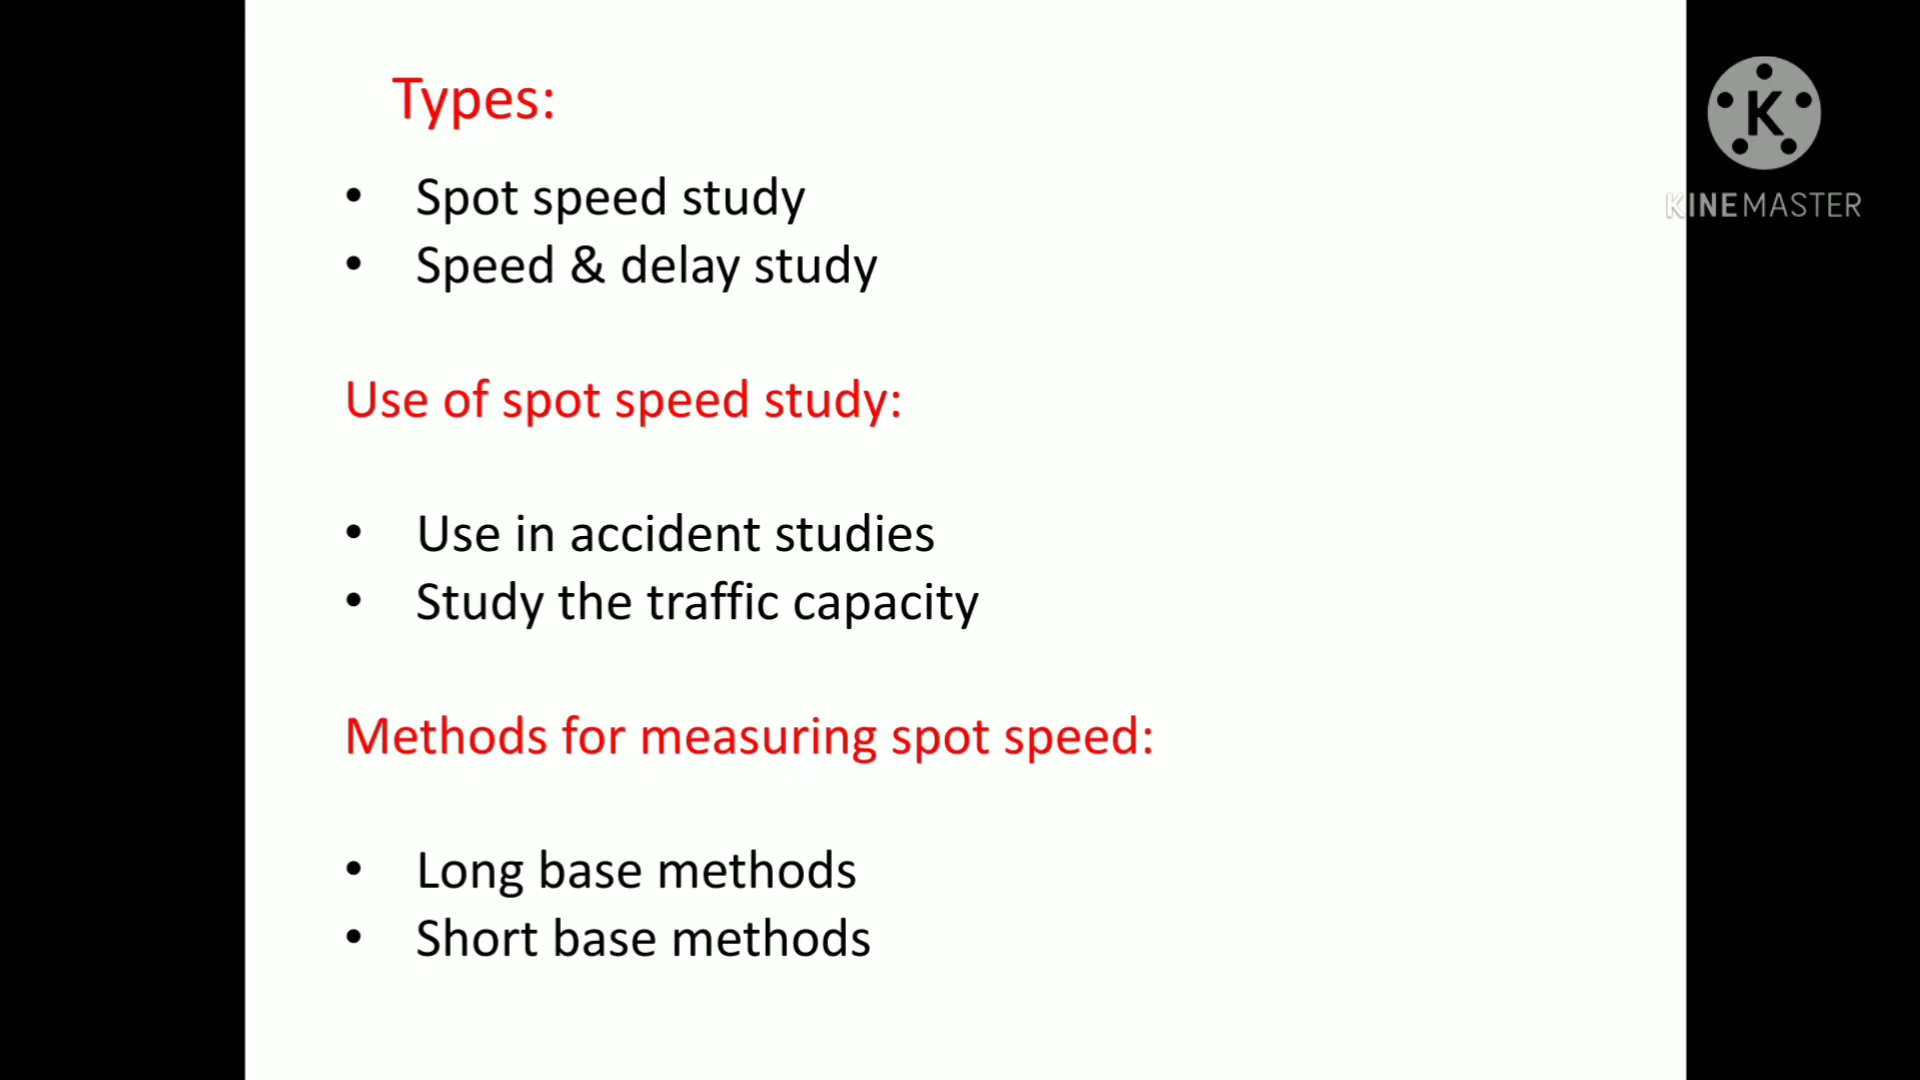 Types:
• Spot speed study
• Speed & delay study
Use of spot speed study:
• Use in accident studies
• Study the traffic capacity
Methods for measuring spot speed:
• Long base methods
• Short base methods
K
KINEMASTER